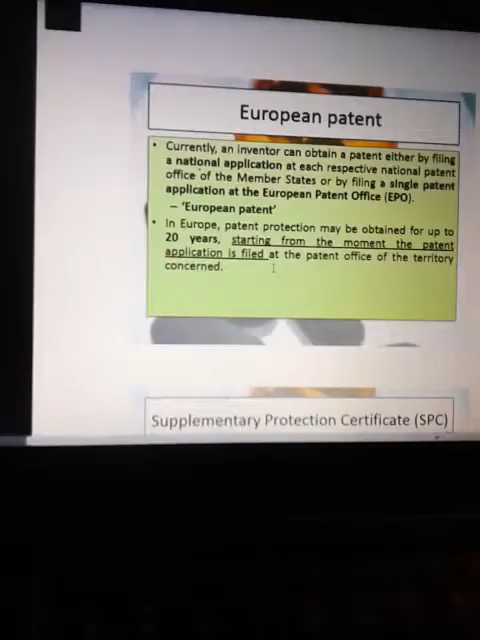 European patent
• Currently, an inventor can obtain a patent either by filing
a national application at each respective national patent
office of the Member States or by filing a single patent
application at the European Patent Office (EPO).
– 'European patent'
• In Europe, patent protection may be obtained for up to
20 years, starting from the moment the patent
application is filed at the patent office of the territory
concerned.
Supplementary Protection Certificate (SPC)